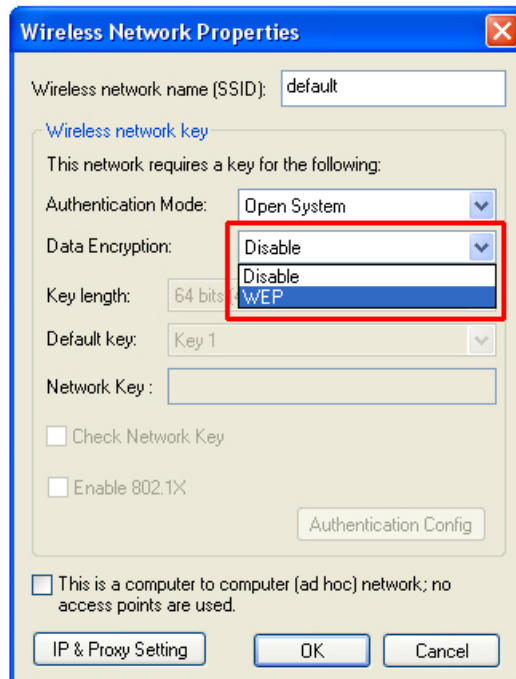 Wireless Network Properties
Wireless network name (SSID): default
Wireless network key
This network requires a key for the following:
Authentication Mode: Open System
Data Encryption: Disable
Disable
WEP
Key length: 64 bits
Default key: Key 1
Network Key :
Check Network Key
Enable 802.1X
Authentication Config
This is a computer to computer (ad hoc) network; no
access points are used.
IP & Proxy Setting OK Cancel